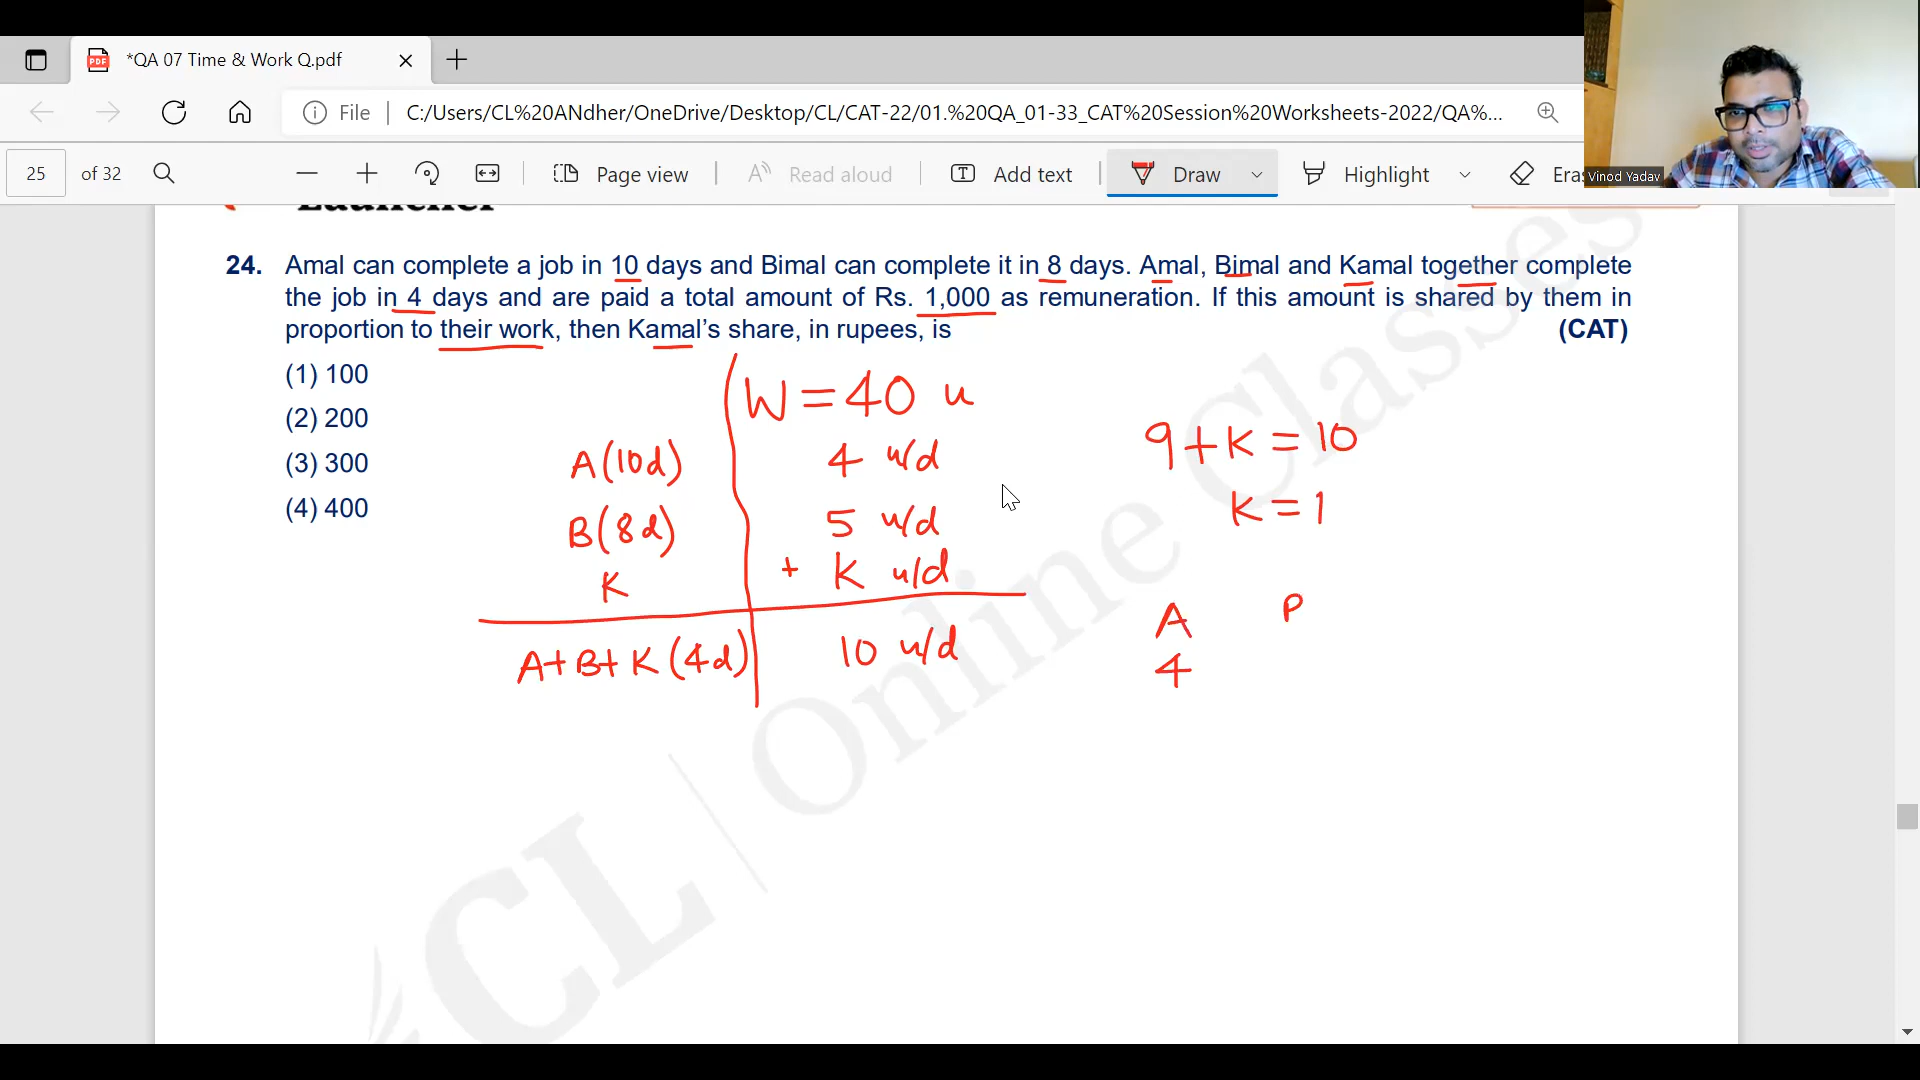 *QA 07 Time & Work Q.pdf
File
C:/Users/CL%20ANdher/OneDrive/Desktop/CL/CAT-22/01.%20QA_01-33_CAT%20Session%20Worksheets-2022/QA%...
25 of 32
Page view
Read aloud
Add text
Draw
Highlight
Vinod Yadav
Launcher
24. Amal can complete a job in 10 days and Bimal can complete it in 8 days. Amal, Bimal and Kamal together complete
the job in 4 days and are paid a total amount of Rs. 1,000 as remuneration. If this amount is shared by them in
proportion to their work, then Kamal's share, in rupees, is (CAT)
(1) 100
(2) 200
(3) 300
(4) 400
W = 40 u
A(10d) 4 u/d
B(8d) 5 u/d
K + K u/d
A+B+K(4d) 10 u/d
9+K = 10
K = 1
A P
4
CL Online Classes